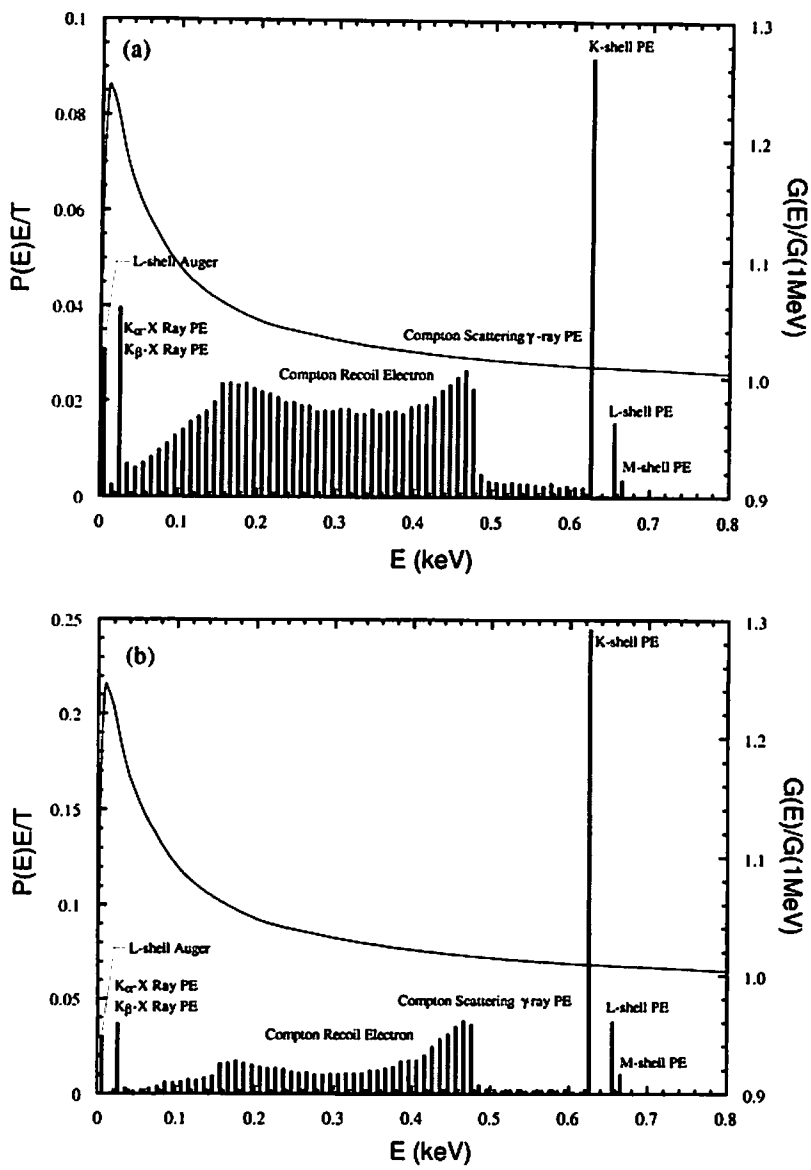 (a)
K-shell PE
L-shell Auger
Kα-X Ray PE
Kβ-X Ray PE
Compton Scattering γ-ray PE
Compton Recoil Electron
L-shell PE
M-shell PE
0.1
0.08
0.06
0.04
0.02
0
P(E)E/T
1.3
1.2
1.1
1.0
0.9
G(E)/G(1MeV)
0 0.1 0.2 0.3 0.4 0.5 0.6 0.7 0.8
E (keV)
(b)
K-shell PE
L-shell Auger
Kα-X Ray PE
Kβ-X Ray PE
Compton Scattering γ-ray PE
Compton Recoil Electron
L-shell PE
M-shell PE
0.25
0.2
0.15
0.1
0.05
0
P(E)E/T
1.3
1.2
1.1
1.0
0.9
G(E)/G(1MeV)
0 0.1 0.2 0.3 0.4 0.5 0.6 0.7 0.8
E (keV)